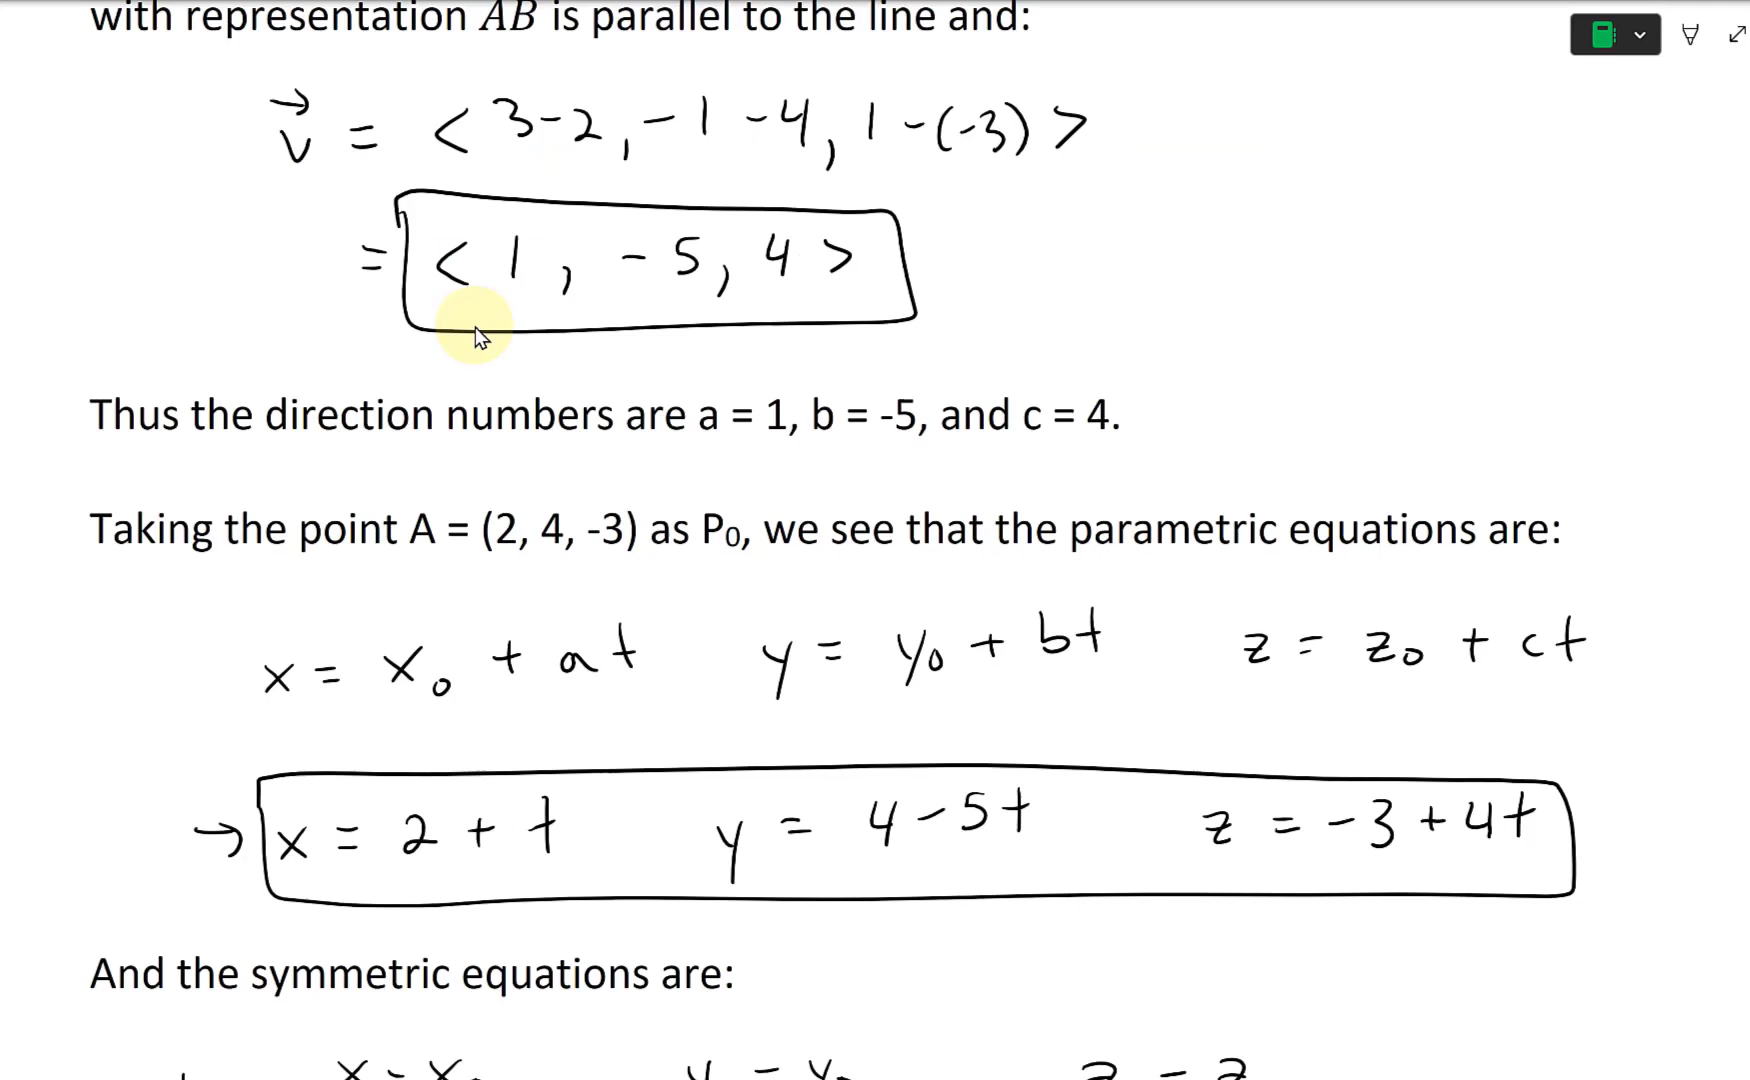 with representation AB is parallel to the line and:
v⃗ = < 3-2, -1-4, 1-(-3) >
= < 1, -5, 4 >
Thus the direction numbers are a = 1, b = -5, and c = 4.
Taking the point A = (2, 4, -3) as P₀, we see that the parametric equations are:
x = x₀ + at y = y₀ + bt z = z₀ + ct
→ x = 2 + t y = 4 - 5t z = -3 + 4t
And the symmetric equations are: